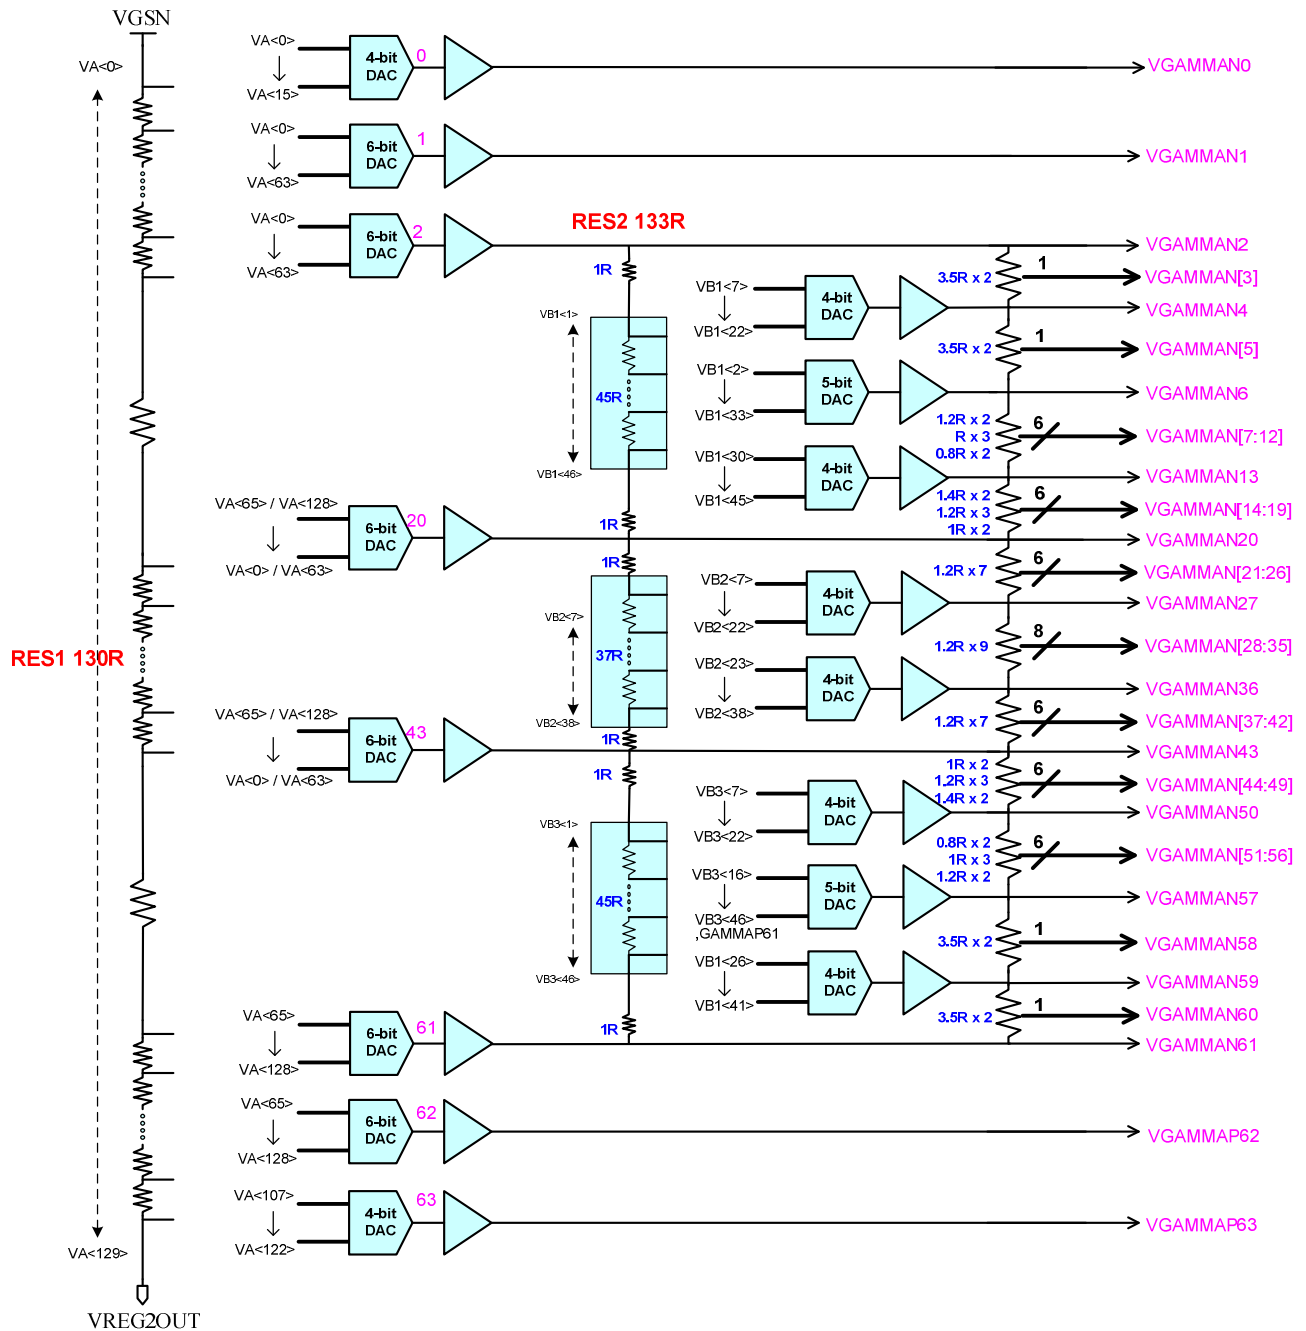 VGSN
VA<0>
RES1 130R
VA<129>
VREG2OUT
VA<0>
VA<15>
4-bit
DAC
0
VGAMMAN0
VA<0>
VA<63>
6-bit
DAC
1
VGAMMAN1
VA<0>
VA<63>
6-bit
DAC
2
VGAMMAN2
RES2 133R
1R
VB1<1>
45R
VB1<46>
1R
3.5R x 2
1
VGAMMAN[3]
VB1<7>
VB1<22>
4-bit
DAC
VGAMMAN4
3.5R x 2
1
VGAMMAN[5]
VB1<2>
VB1<33>
5-bit
DAC
VGAMMAN6
1.2R x 2
R x 3
0.8R x 2
6
VGAMMAN[7:12]
VB1<30>
VB1<45>
4-bit
DAC
VGAMMAN13
1.4R x 2
1.2R x 3
1R x 2
6
VGAMMAN[14:19]
VA<65> / VA<128>
VA<0> / VA<63>
6-bit
DAC
20
VGAMMAN20
1R
VB2<7>
37R
VB2<38>
1R
1.2R x 7
6
VGAMMAN[21:26]
VB2<7>
VB2<22>
4-bit
DAC
VGAMMAN27
1.2R x 9
8
VGAMMAN[28:35]
VB2<23>
VB2<38>
4-bit
DAC
VGAMMAN36
1.2R x 7
6
VGAMMAN[37:42]
VA<65> / VA<128>
VA<0> / VA<63>
6-bit
DAC
43
VGAMMAN43
1R
VB3<1>
45R
VB3<46>
1R
1R x 2
1.2R x 3
1.4R x 2
6
VGAMMAN[44:49]
VB3<7>
VB3<22>
4-bit
DAC
VGAMMAN50
0.8R x 2
1R x 3
1.2R x 2
6
VGAMMAN[51:56]
VB3<16>
VB3<46>
,GAMMAP61
5-bit
DAC
VGAMMAN57
3.5R x 2
1
VGAMMAN58
VB1<26>
VB1<41>
4-bit
DAC
VGAMMAN59
3.5R x 2
1
VGAMMAN60
VA<65>
VA<128>
6-bit
DAC
61
VGAMMAN61
VA<65>
VA<128>
6-bit
DAC
62
VGAMMAP62
VA<107>
VA<122>
4-bit
DAC
63
VGAMMAP63